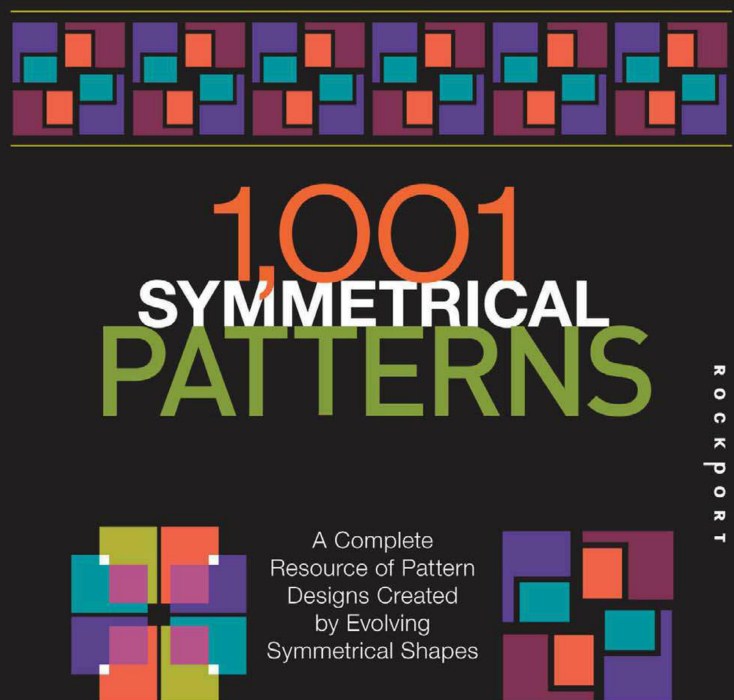 1,001
SYMMETRICAL
PATTERNS
ROCKPORT
A Complete
Resource of Pattern
Designs Created
by Evolving
Symmetrical Shapes